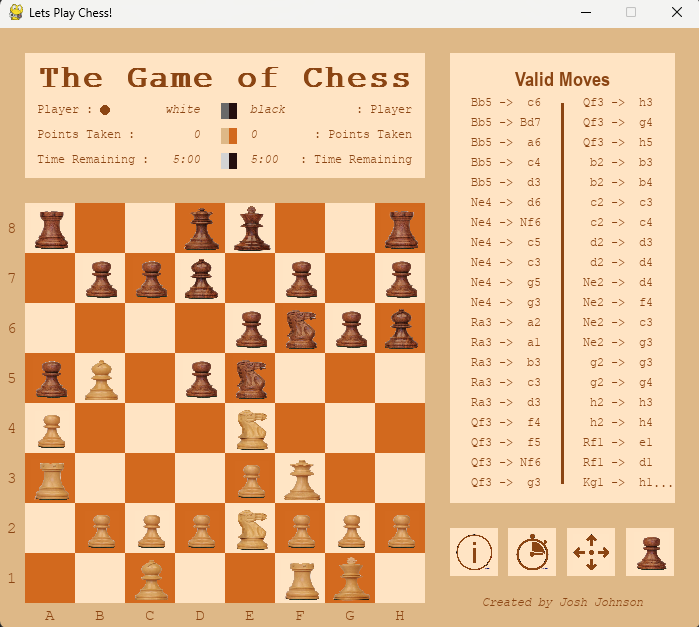 Lets Play Chess!
The Game of Chess
Player : white black : Player
Points Taken : 0 0 : Points Taken
Time Remaining : 5:00 5:00 : Time Remaining
Valid Moves
Bb5 -> c6 Qf3 -> h3
Bb5 -> Bd7 Qf3 -> g4
Bb5 -> a6 Qf3 -> h5
Bb5 -> c4 b2 -> b3
Bb5 -> d3 b2 -> b4
Ne4 -> d6 c2 -> c3
Ne4 -> Nf6 c2 -> c4
Ne4 -> c5 d2 -> d3
Ne4 -> c3 d2 -> d4
Ne4 -> g5 Ne2 -> d4
Ne4 -> g3 Ne2 -> f4
Ra3 -> a2 Ne2 -> c3
Ra3 -> a1 Ne2 -> g3
Ra3 -> b3 g2 -> g3
Ra3 -> c3 g2 -> g4
Ra3 -> d3 h2 -> h3
Qf3 -> f4 h2 -> h4
Qf3 -> f5 Rf1 -> e1
Qf3 -> Nf6 Rf1 -> d1
Qf3 -> g3 Kg1 -> h1...
8
7
6
5
4
3
2
1
A B C D E F G H
Created by Josh Johnson